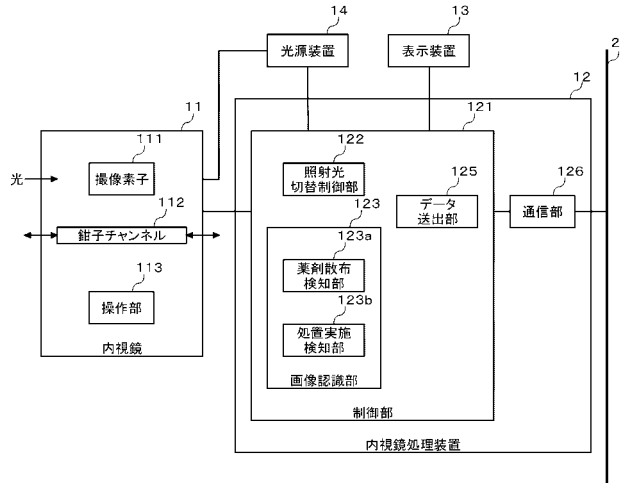 14
光源装置
13
表示装置
2
12
11
111
撮像素子
光
112
鉗子チャンネル
113
操作部
内視鏡
121
122
照射光
切替制御部
125
データ
送出部
126
通信部
123
123a
薬剤散布
検知部
123b
処置実施
検知部
画像認識部
制御部
内視鏡処理装置